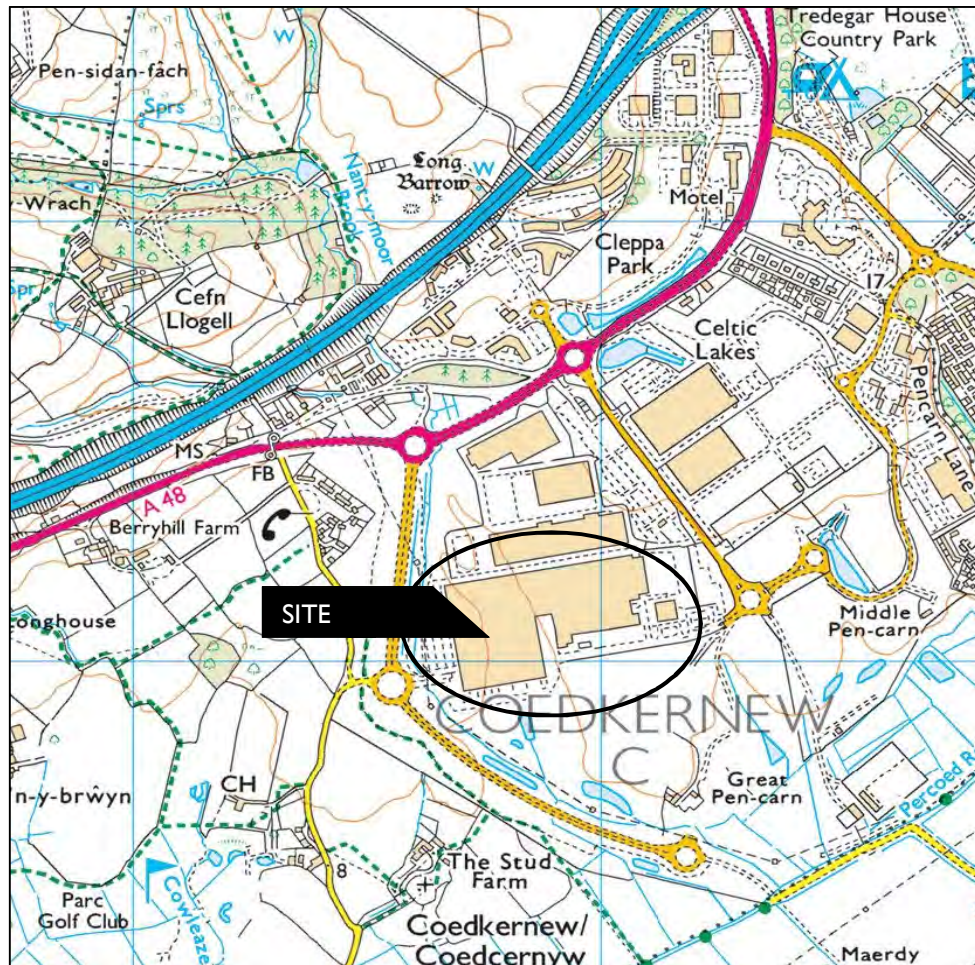 Tredegar House
Country Park
W
Pen-sidan-fâch
Sprs
Long
Barrow
W
Nant-y-moor
Brook
y-Wrach
Motel
Cleppa
Park
Spr
Cefn
Llogell
17
Celtic
Lakes
Pencarn Lane
MS
FB
A 48
Berryhill Farm
SITE
onghouse
Middle
Pen-carn
COEDKERNEW
C
CH
Great
Pen-carn
n-y-brŵyn
Percoed R
8
The Stud
Farm
Parc
Golf Club
Cowleaze
Coedkernew/
Coedcernyw
Maerdy